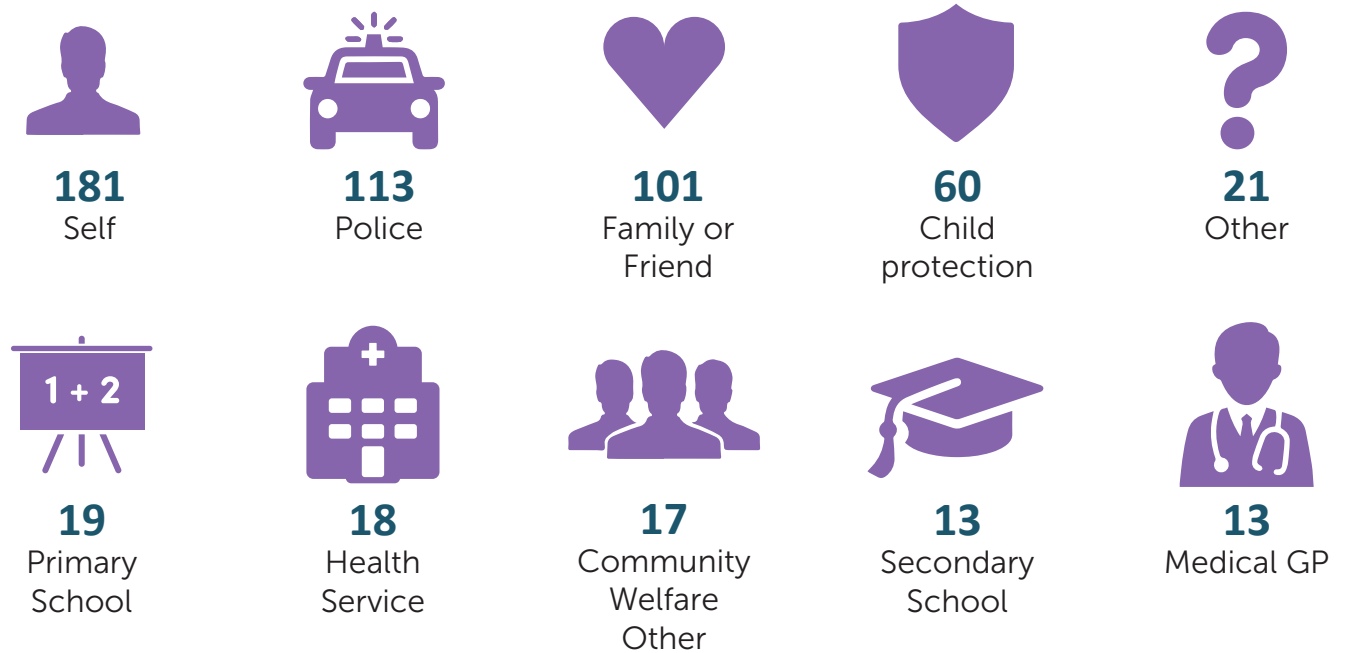 181
Self
113
Police
101
Family or
Friend
60
Child
protection
21
Other
1 + 2
19
Primary
School
18
Health
Service
17
Community
Welfare
Other
13
Secondary
School
13
Medical GP